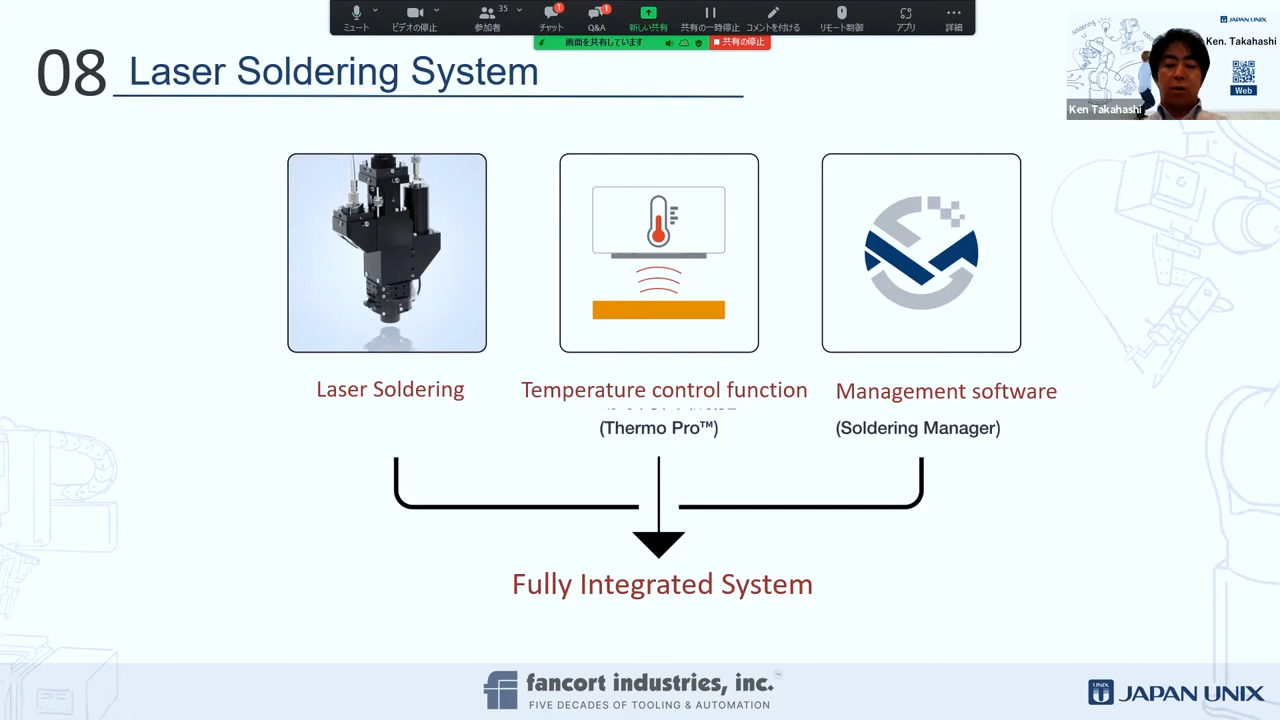 ミュート
ビデオの停止
35
参加者
1
チャット
1
Q&A
新しい共有
共有の一時停止
コメントを付ける
リモート制御
アプリ
詳細
画面を共有しています
共有の停止
08 Laser Soldering System
soldering
JAPAN UNIX
Ken. Takahashi
Web
Ken Takahashi
Laser Soldering
Temperature control function
(Thermo Pro™)
Management software
(Soldering Manager)
Fully Integrated System
fancort industries, inc.™
FIVE DECADES OF TOOLING & AUTOMATION
UNIX
JAPAN UNIX